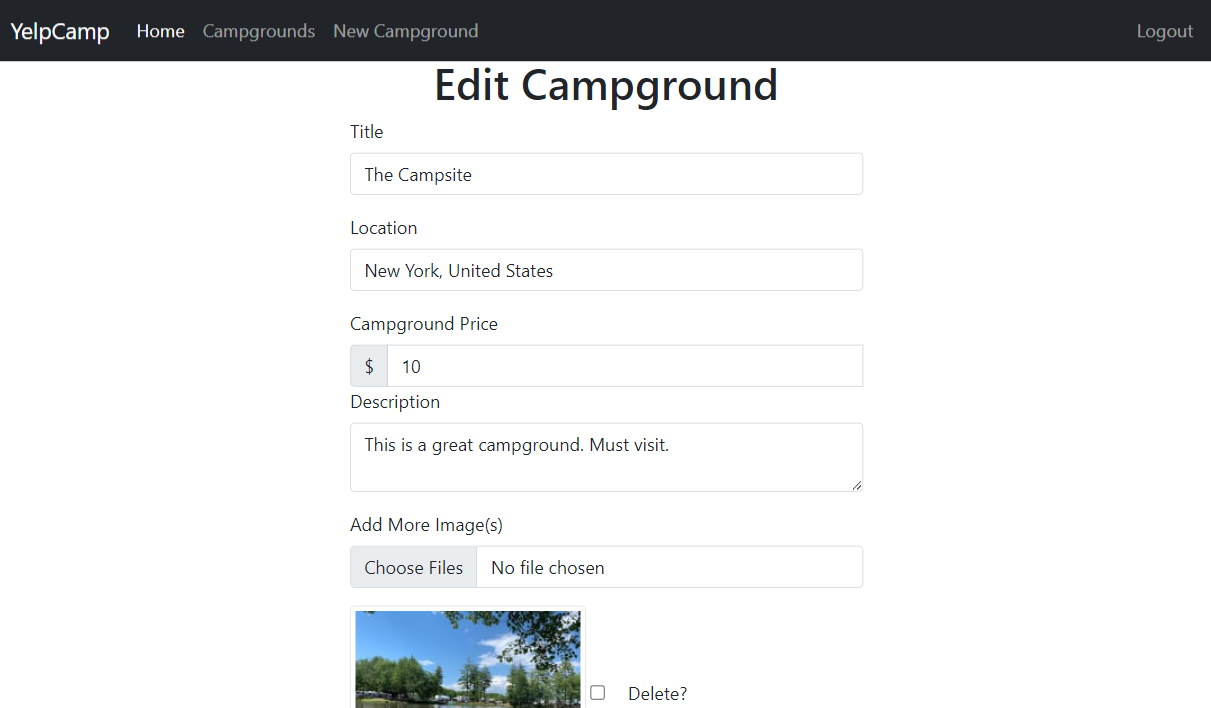 YelpCamp Home Campgrounds New Campground Logout
Edit Campground
Title
The Campsite
Location
New York, United States
Campground Price
$ 10
Description
This is a great campground. Must visit.
Add More Image(s)
Choose Files No file chosen
Delete?